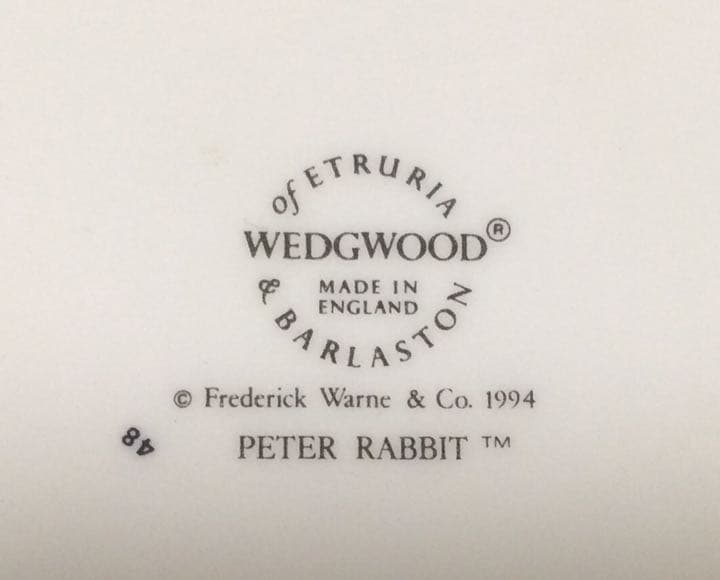 of ETRURIA
WEDGWOOD®
MADE IN
ENGLAND
& BARLASTON
© Frederick Warne & Co. 1994
48
PETER RABBIT ™